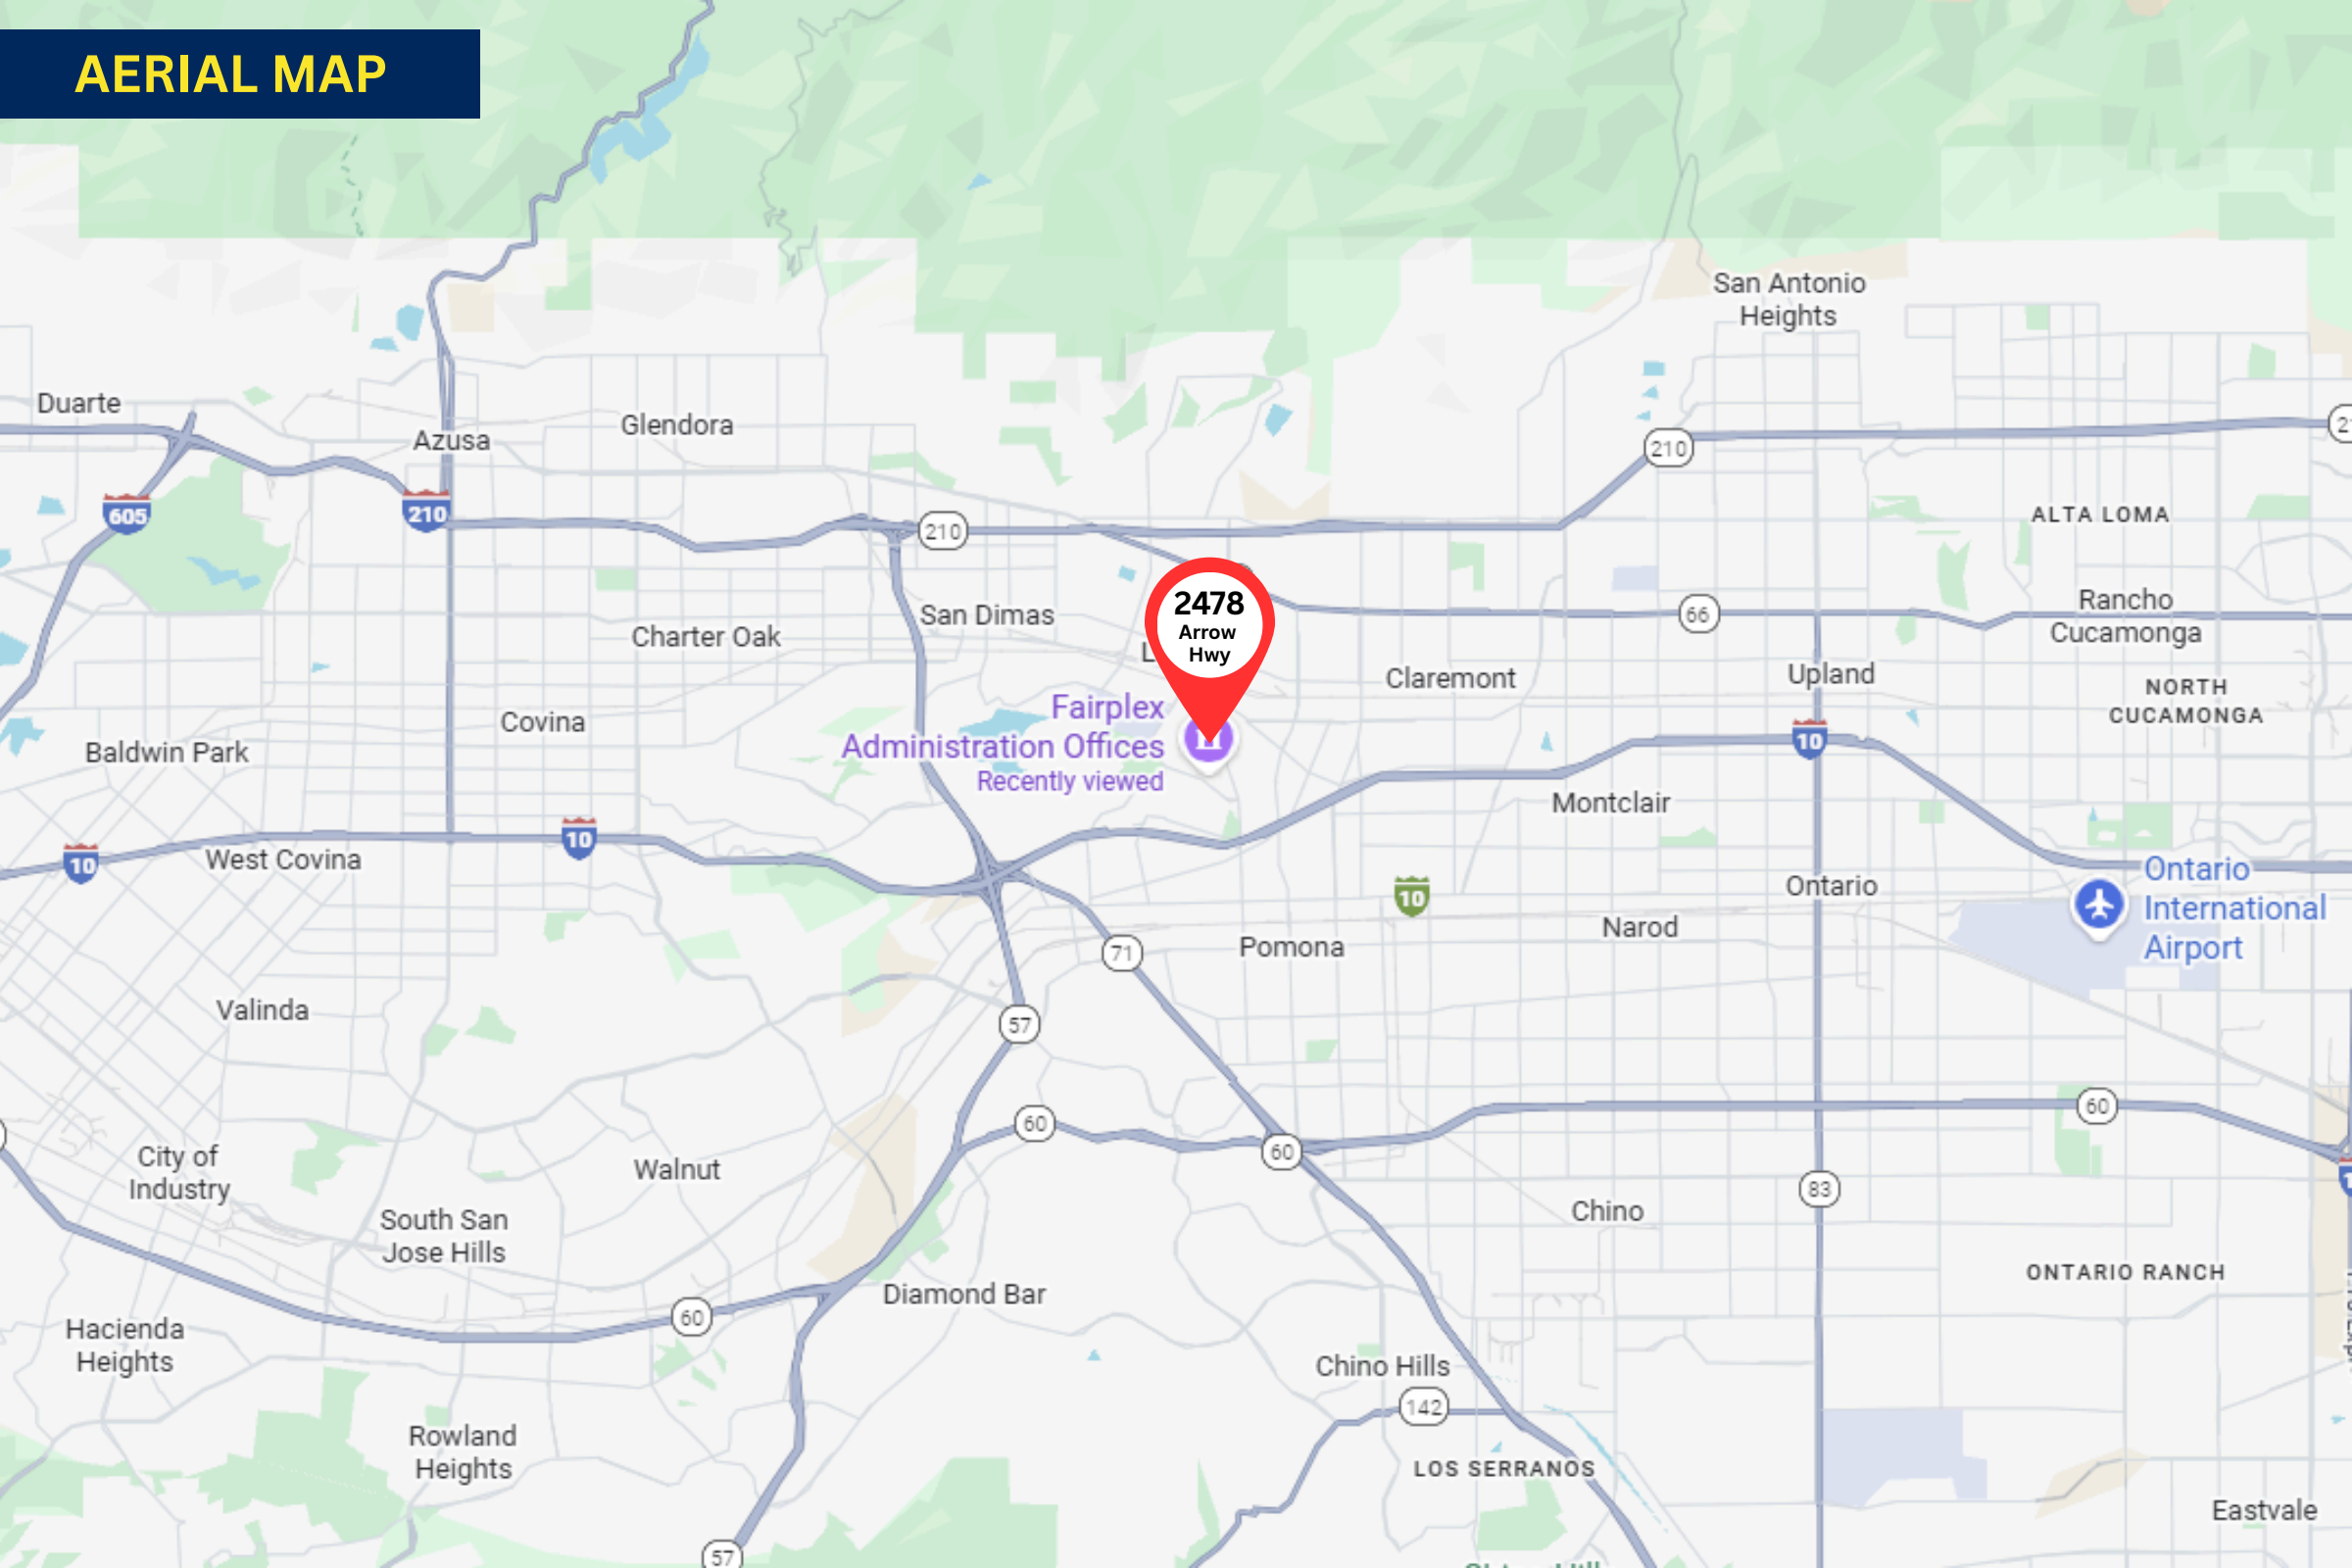 AERIAL MAP
San Antonio
Heights
Duarte
Glendora
Azusa
210
605
210
210
ALTA LOMA
2478
Arrow
Hwy
San Dimas
66
Rancho
Cucamonga
Charter Oak
L
Claremont
Upland
NORTH
CUCAMONGA
Fairplex
Administration Offices
Recently viewed
Covina
Baldwin Park
10
Montclair
10
10
West Covina
10
Ontario
Ontario
International
Airport
Narod
Pomona
71
Valinda
57
60
60
60
City of
Industry
Walnut
83
Chino
South San
Jose Hills
ONTARIO RANCH
Diamond Bar
60
Hacienda
Heights
Chino Hills
142
Rowland
Heights
LOS SERRANOS
Eastvale
57